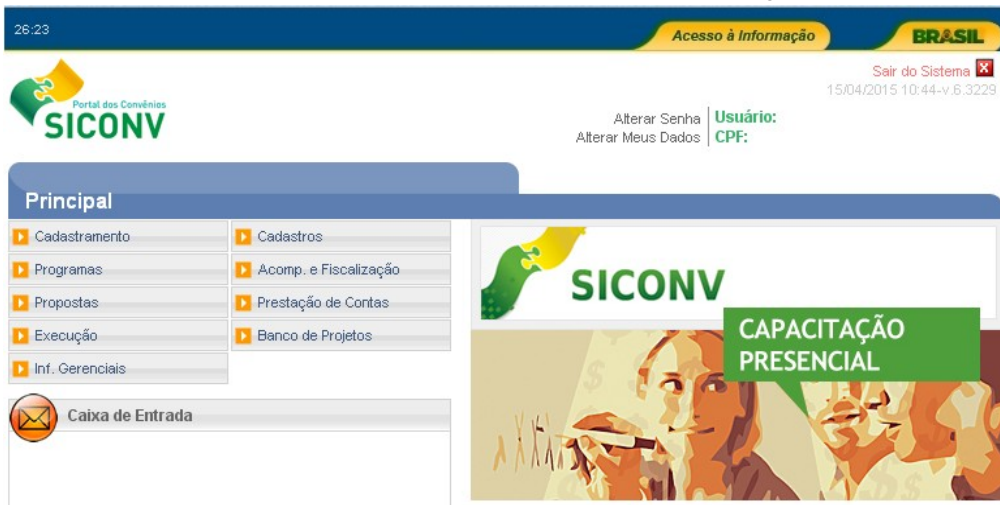 26:23
Acesso à Informação
BRASIL
Sair do Sistema
15/04/2015 10:44-v.6.3229
Portal dos Convênios
SICONV
Alterar Senha
Usuário:
Alterar Meus Dados
CPF:
Principal
Cadastramento
Cadastros
Programas
Acomp. e Fiscalização
Propostas
Prestação de Contas
Execução
Banco de Projetos
Inf. Gerenciais
Caixa de Entrada
SICONV
CAPACITAÇÃO
PRESENCIAL